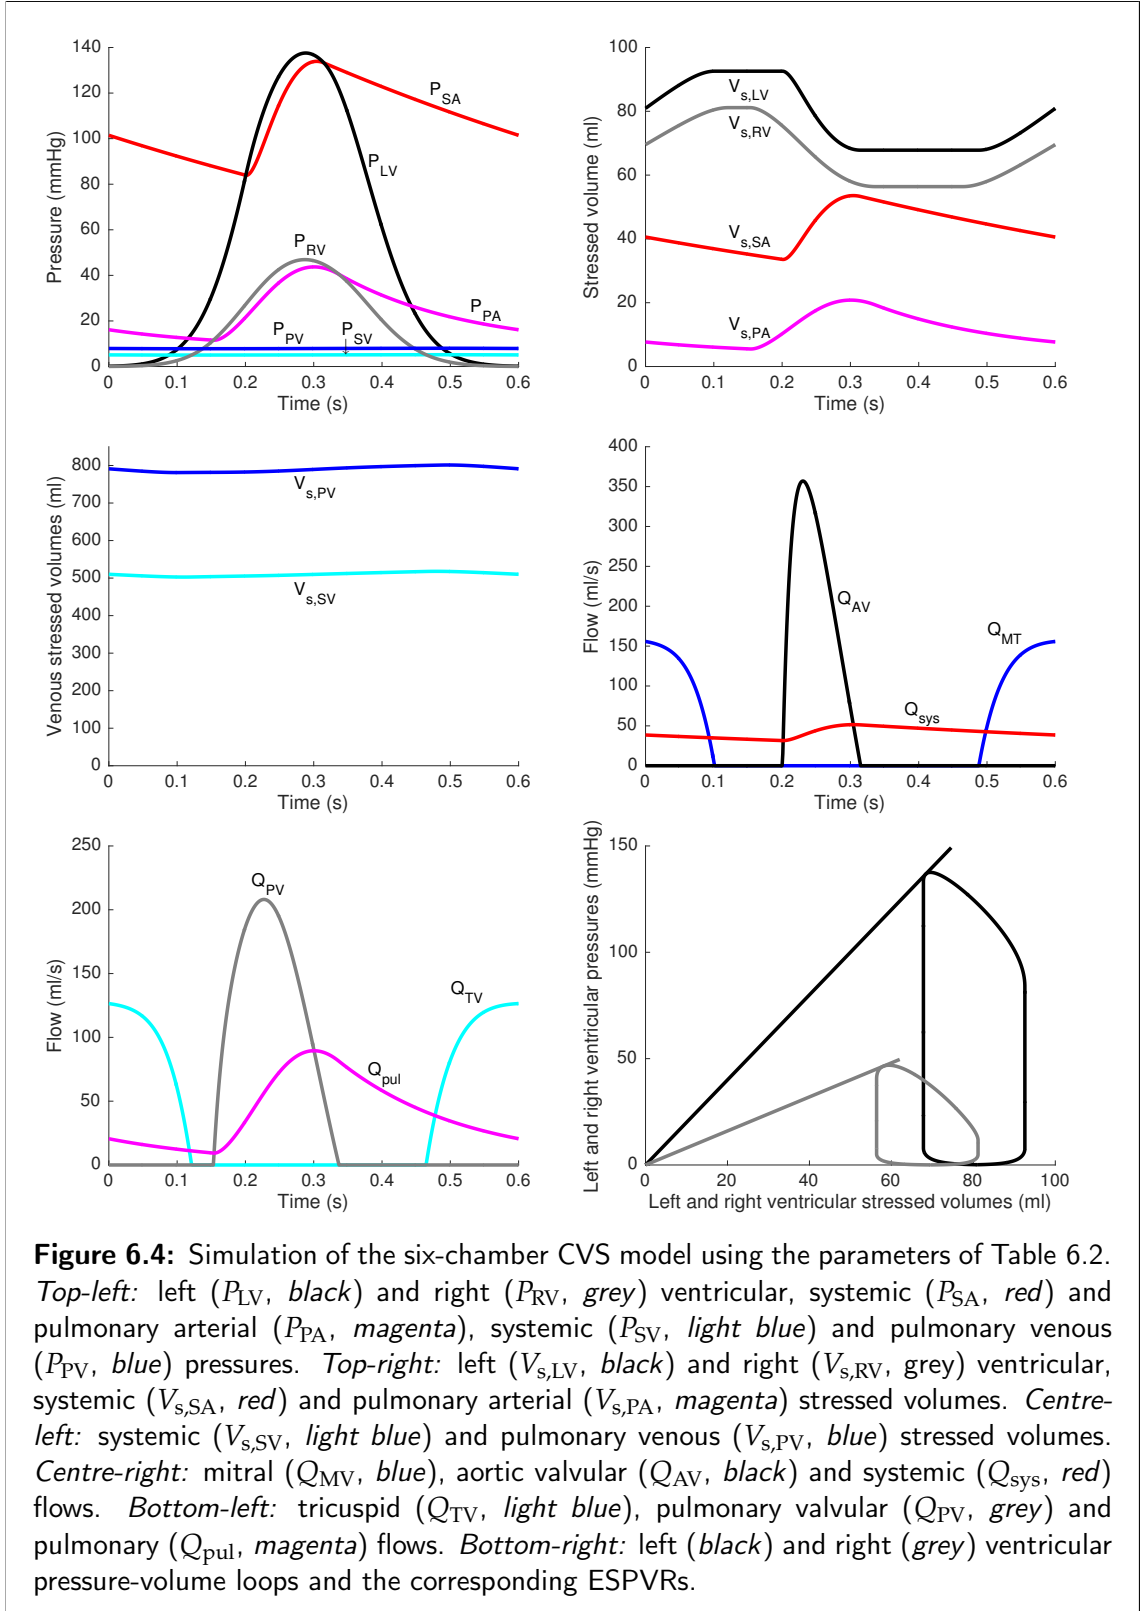 140
120
100
80
60
40
20
0
Pressure (mmHg)
P_SA
P_LV
P_RV
P_PA
P_PV
P_SV
0 0.1 0.2 0.3 0.4 0.5 0.6
Time (s)
100
80
60
40
20
0
Stressed volume (ml)
V_s,LV
V_s,RV
V_s,SA
V_s,PA
0 0.1 0.2 0.3 0.4 0.5 0.6
Time (s)
800
700
600
500
400
300
200
100
0
Venous stressed volumes (ml)
V_s,PV
V_s,SV
0 0.1 0.2 0.3 0.4 0.5 0.6
Time (s)
400
350
300
250
200
150
100
50
0
Flow (ml/s)
Q_AV
Q_MT
Q_sys
0 0.1 0.2 0.3 0.4 0.5 0.6
Time (s)
250
200
150
100
50
0
Flow (ml/s)
Q_PV
Q_TV
Q_pul
0 0.1 0.2 0.3 0.4 0.5 0.6
Time (s)
150
100
50
0
Left and right ventricular pressures (mmHg)
0 20 40 60 80 100
Left and right ventricular stressed volumes (ml)
Figure 6.4: Simulation of the six-chamber CVS model using the parameters of Table 6.2.
Top-left: left (P_LV, black) and right (P_RV, grey) ventricular, systemic (P_SA, red) and
pulmonary arterial (P_PA, magenta), systemic (P_SV, light blue) and pulmonary venous
(P_PV, blue) pressures. Top-right: left (V_s,LV, black) and right (V_s,RV, grey) ventricular,
systemic (V_s,SA, red) and pulmonary arterial (V_s,PA, magenta) stressed volumes. Centre-
left: systemic (V_s,SV, light blue) and pulmonary venous (V_s,PV, blue) stressed volumes.
Centre-right: mitral (Q_MV, blue), aortic valvular (Q_AV, black) and systemic (Q_sys, red)
flows. Bottom-left: tricuspid (Q_TV, light blue), pulmonary valvular (Q_PV, grey) and
pulmonary (Q_pul, magenta) flows. Bottom-right: left (black) and right (grey) ventricular
pressure-volume loops and the corresponding ESPVRs.